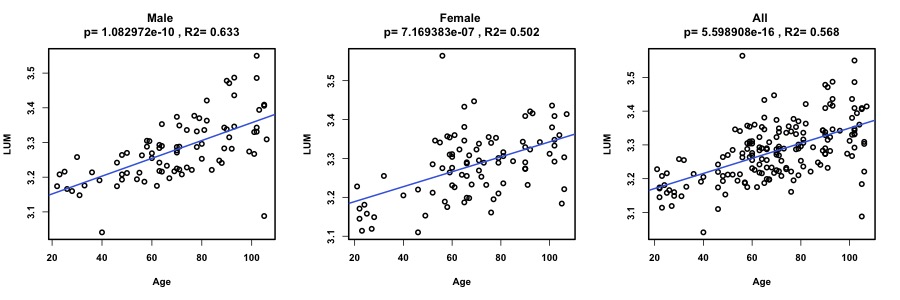 Male
p= 1.082972e-10 , R2= 0.633
3.1 3.2 3.3 3.4 3.5
LUM
20 40 60 80 100
Age
Female
p= 7.169383e-07 , R2= 0.502
3.1 3.2 3.3 3.4 3.5
LUM
20 40 60 80 100
Age
All
p= 5.598908e-16 , R2= 0.568
3.1 3.2 3.3 3.4 3.5
LUM
20 40 60 80 100
Age